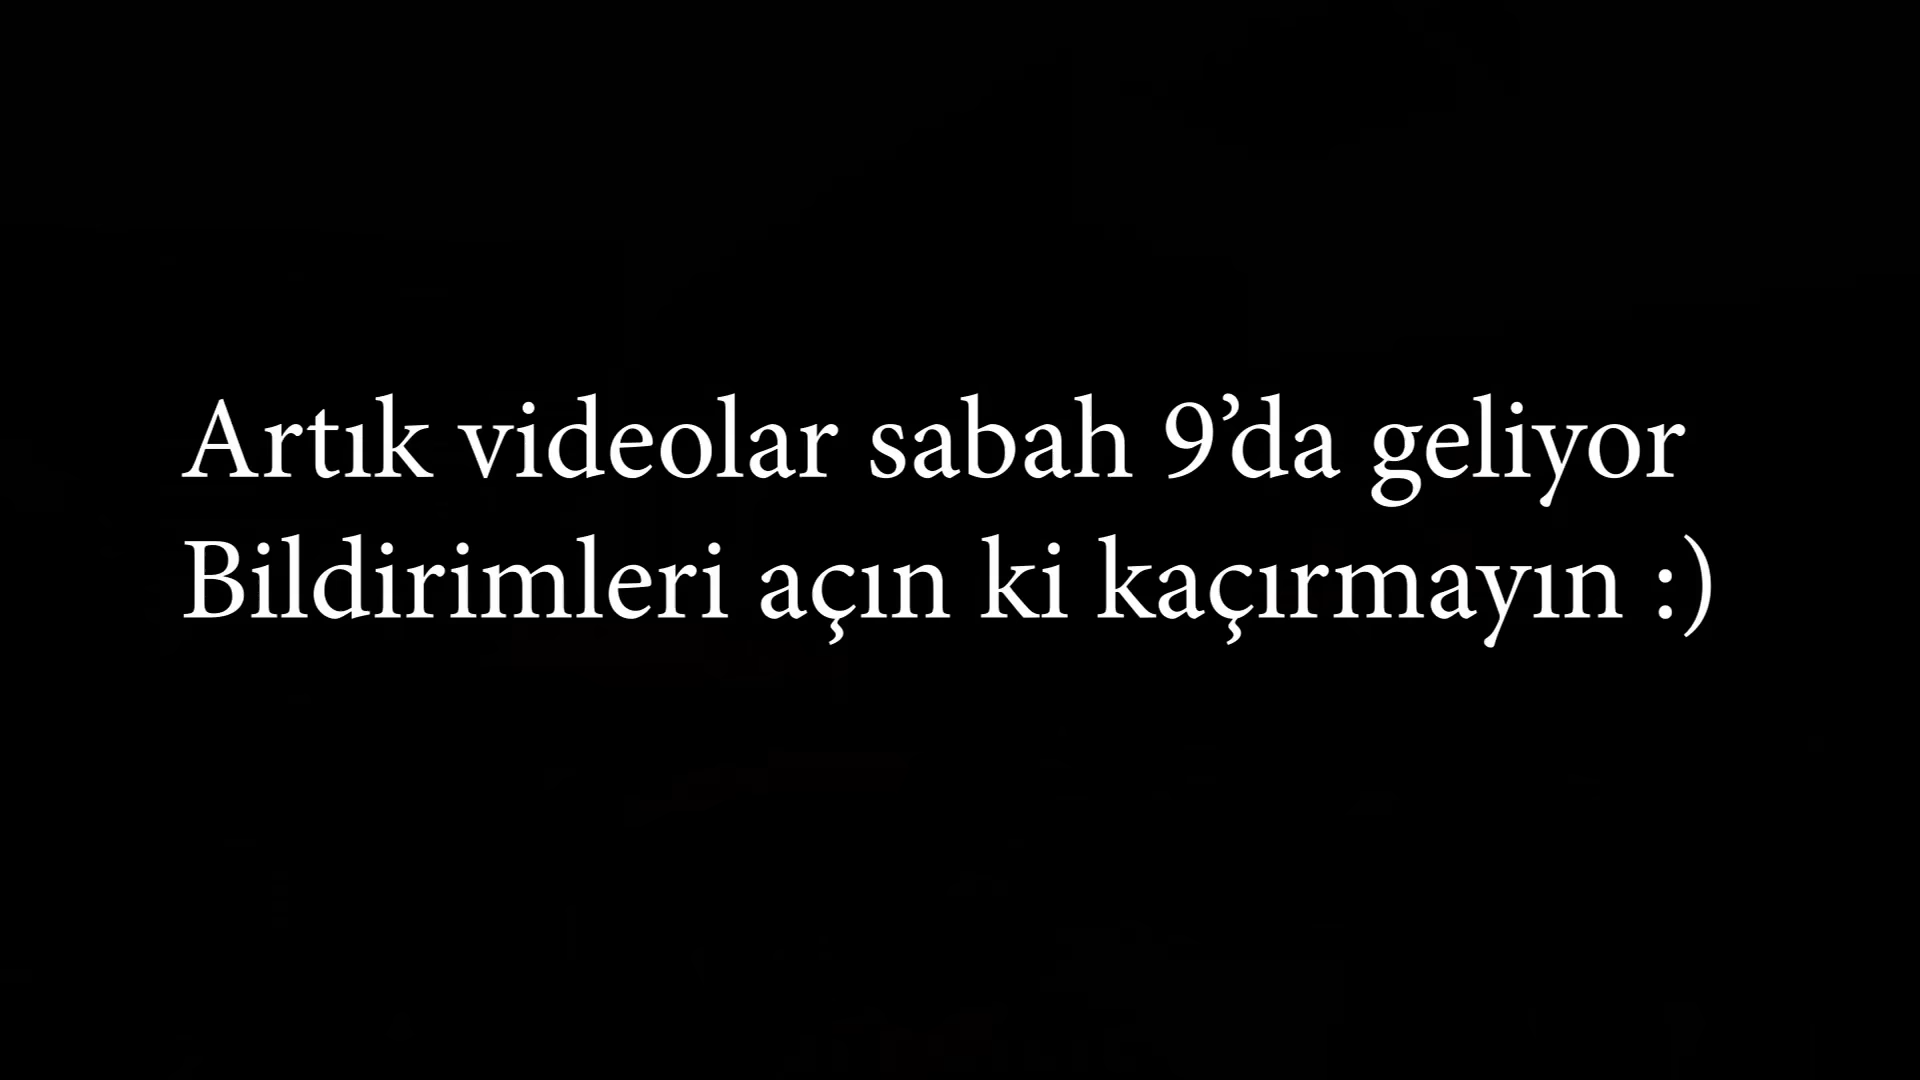 Artık videolar sabah 9’da geliyor
Bildirimleri açın ki kaçırmayın :)